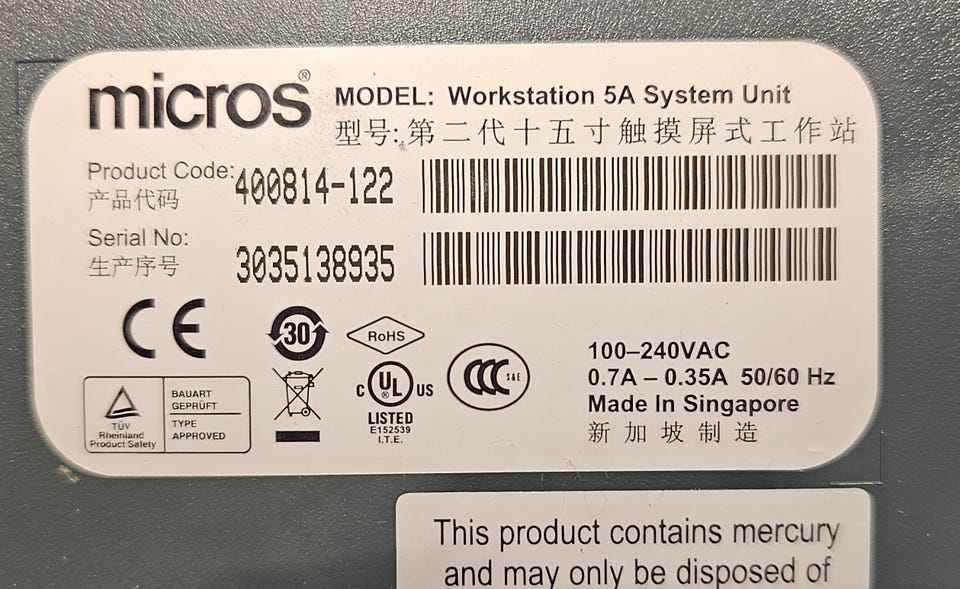 micros®
MODEL: Workstation 5A System Unit
型号:第二代十五寸触摸屏式工作站
Product Code: 400814-122
产品代码
Serial No: 3035138935
生产序号
CE
30
RoHS
C UL® US
LISTED
E152539
I.T.E.
CCC S&E
TÜV
Rheinland
Product Safety
BAUART
GEPRÜFT
TYPE
APPROVED
100–240VAC
0.7A – 0.35A 50/60 Hz
Made In Singapore
新加坡制造
This product contains mercury
and may only be disposed of